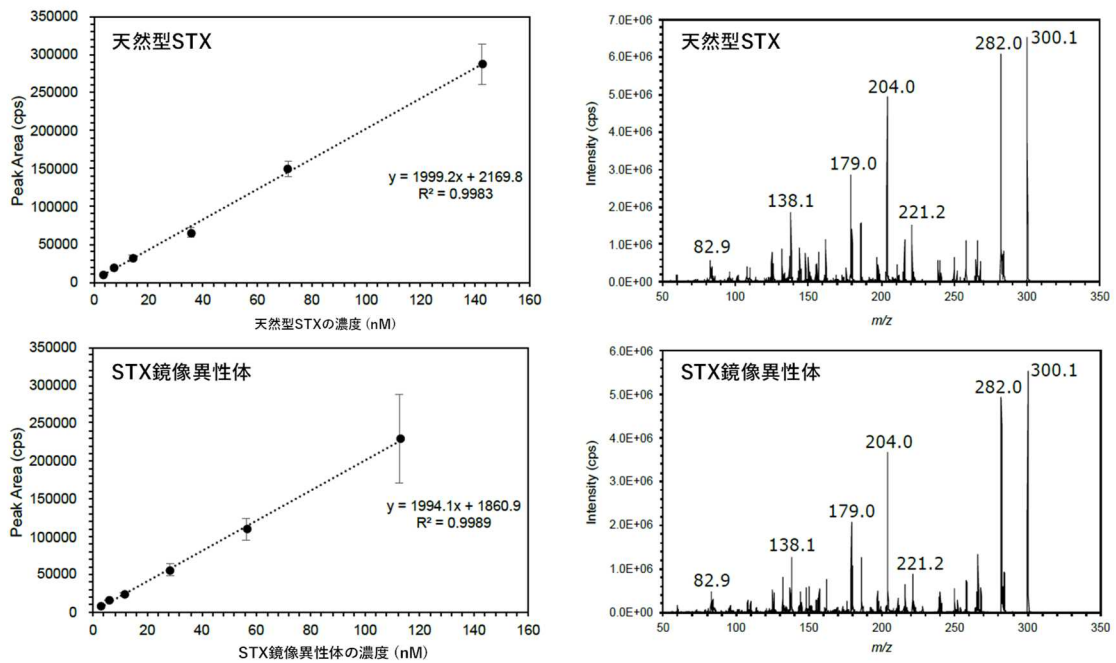 350000
300000
250000
200000
150000
100000
50000
0
Peak Area (cps)
天然型STX
y = 1999.2x + 2169.8
R² = 0.9983
0 20 40 60 80 100 120 140 160
天然型STXの濃度 (nM)
7.0E+06
6.0E+06
5.0E+06
4.0E+06
3.0E+06
2.0E+06
1.0E+06
0.0E+06
Intensity (cps)
天然型STX
82.9
138.1
179.0
204.0
221.2
282.0
300.1
50 100 150 200 250 300 350
m/z
350000
300000
250000
200000
150000
100000
50000
0
Peak Area (cps)
STX鏡像異性体
y = 1994.1x + 1860.9
R² = 0.9989
0 20 40 60 80 100 120 140 160
STX鏡像異性体の濃度 (nM)
6.0E+06
5.0E+06
4.0E+06
3.0E+06
2.0E+06
1.0E+06
0.0E+06
Intensity (cps)
STX鏡像異性体
82.9
138.1
179.0
204.0
221.2
282.0
300.1
50 100 150 200 250 300 350
m/z